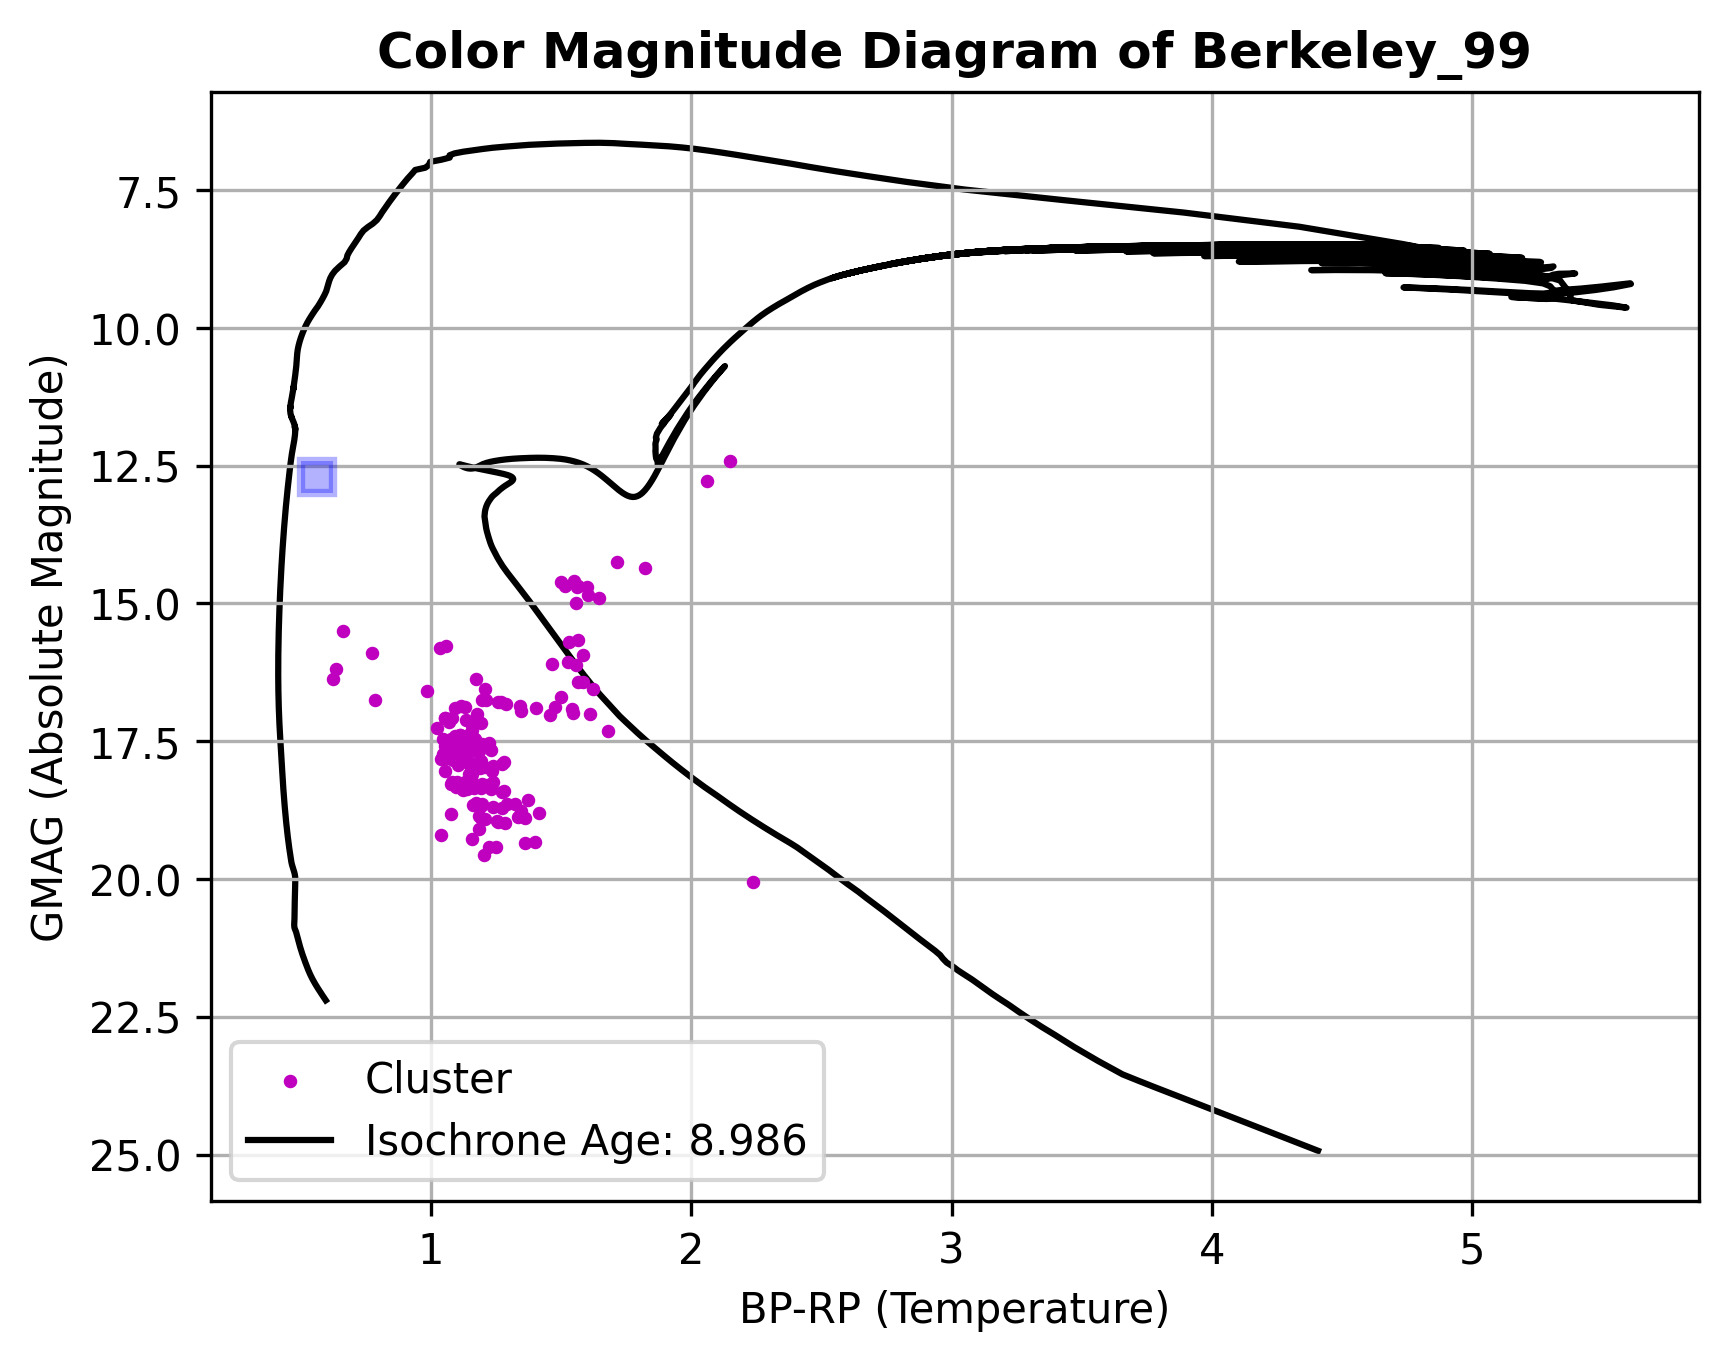 Color Magnitude Diagram of Berkeley_99
GMAG (Absolute Magnitude)
7.5
10.0
12.5
15.0
17.5
20.0
22.5
25.0
Cluster
Isochrone Age: 8.986
1 2 3 4 5
BP-RP (Temperature)